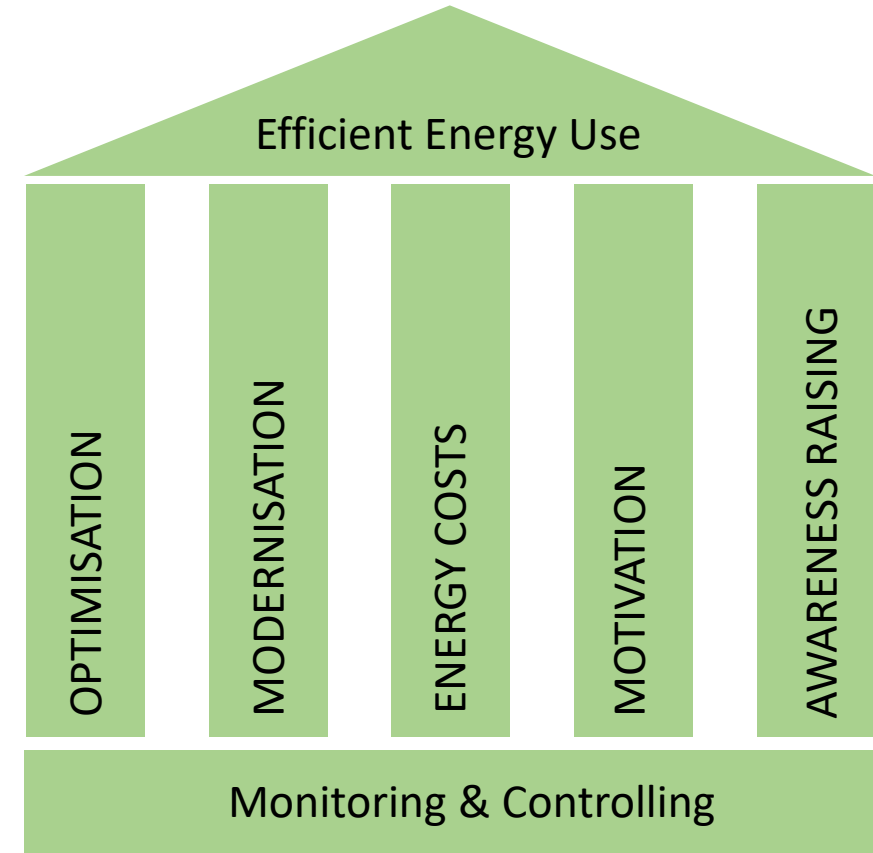 Efficient Energy Use
OPTIMISATION
MODERNISATION
ENERGY COSTS
MOTIVATION
AWARENESS RAISING
Monitoring & Controlling